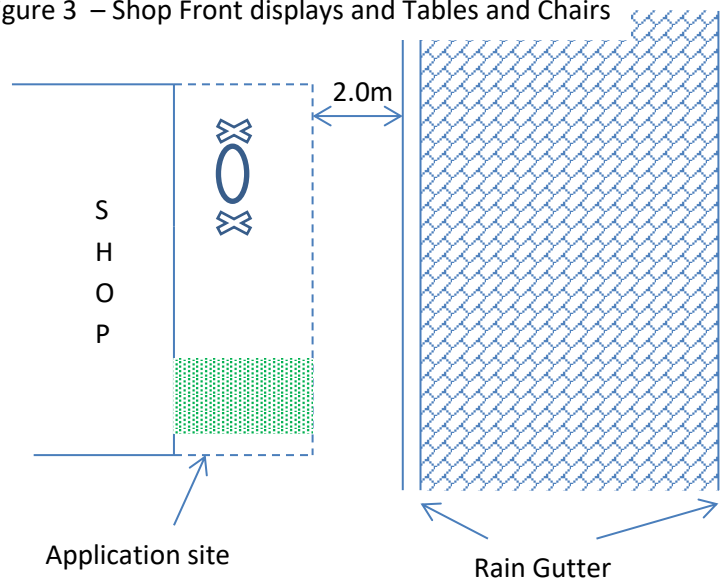 gure 3 – Shop Front displays and Tables and Chairs
2.0m
S
H
O
P
Application site
Rain Gutter